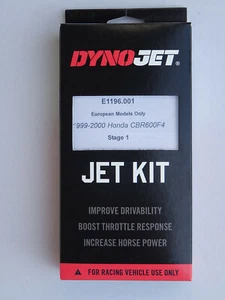 DYNOJET®
E1196.001
European Models Only
999-2000 Honda CBR600F4
Stage 1
JET KIT
IMPROVE DRIVABILITY
BOOST THROTTLE RESPONSE
INCREASE HORSE POWER
FOR RACING VEHICLE USE ONLY